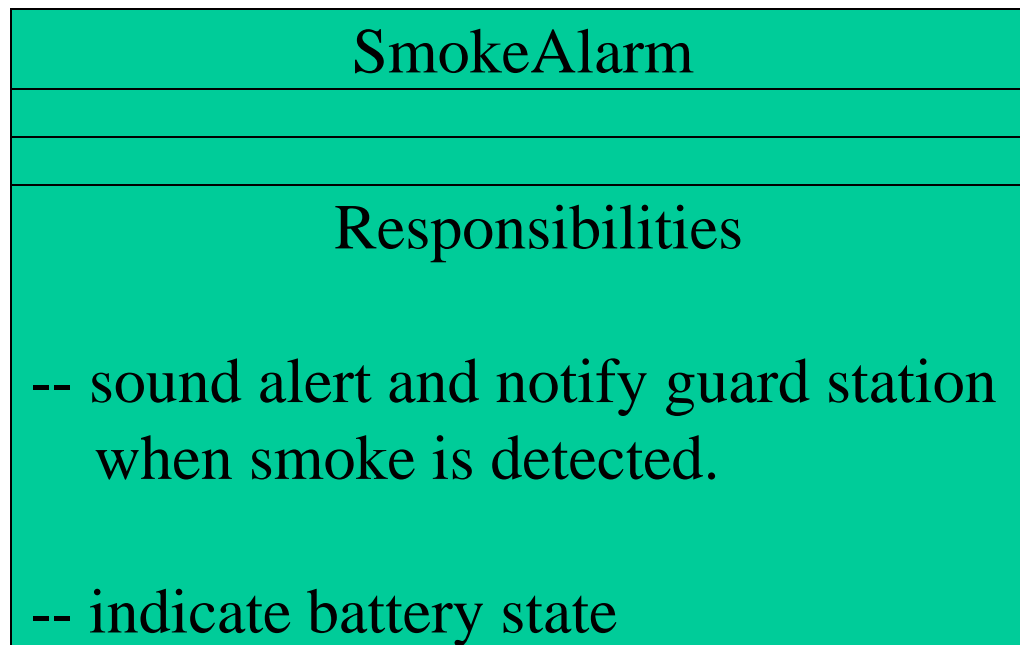 SmokeAlarm
Responsibilities
-- sound alert and notify guard station
when smoke is detected.
-- indicate battery state